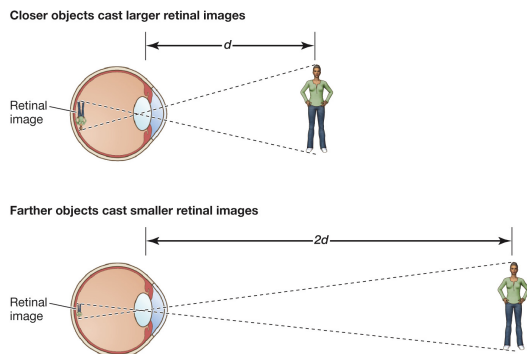 Closer objects cast larger retinal images
d
Retinal
image
Farther objects cast smaller retinal images
2d
Retinal
image